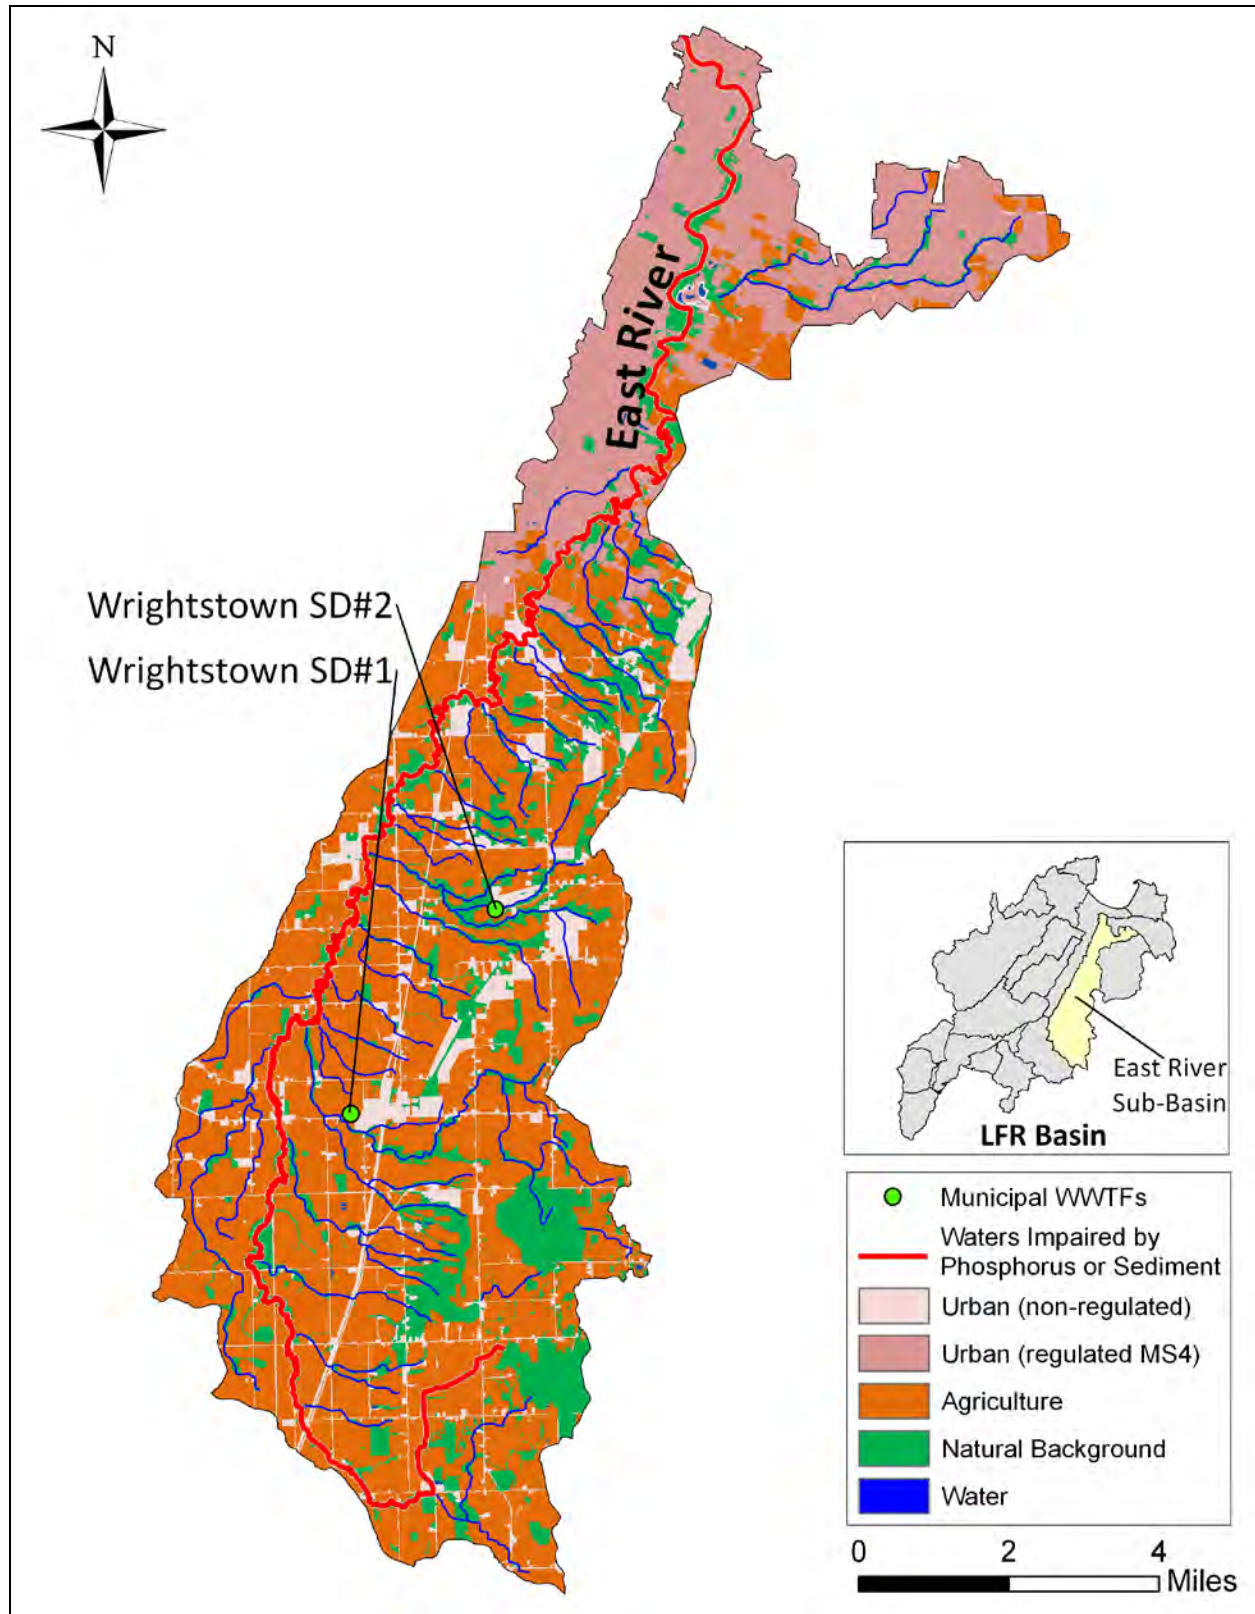 N
East River
Wrightstown SD#2
Wrightstown SD#1
East River
Sub-Basin
LFR Basin
Municipal WWTFs
Waters Impaired by
Phosphorus or Sediment
Urban (non-regulated)
Urban (regulated MS4)
Agriculture
Natural Background
Water
0 2 4
Miles